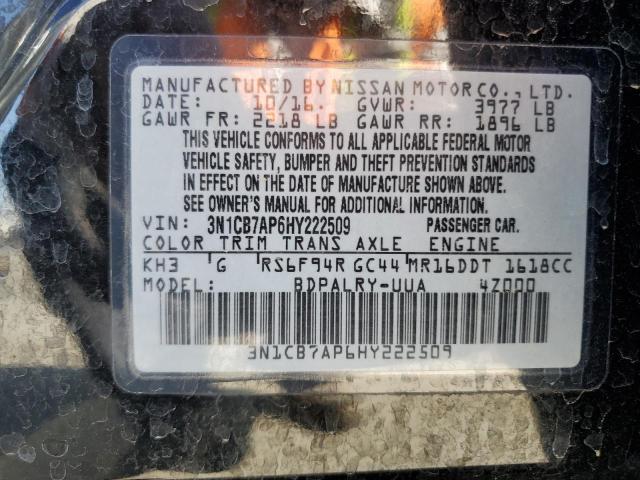 MANUFACTURED BY NISSAN MOTOR CO., LTD.
DATE: 10/16. GVWR: 3977 LB
GAWR FR: 2218 LB GAWR RR: 1896 LB
THIS VEHICLE CONFORMS TO ALL APPLICABLE FEDERAL MOTOR
VEHICLE SAFETY, BUMPER AND THEFT PREVENTION STANDARDS
IN EFFECT ON THE DATE OF MANUFACTURE SHOWN ABOVE.
SEE OWNER'S MANUAL FOR ADDITIONAL INFORMATION.
VIN: 3N1CB7AP6HY222509 PASSENGER CAR.
COLOR TRIM TRANS AXLE ENGINE
KH3 G RS6F94R GC44 MR16DDT 1618CC
MODEL: BDPALRY-UUA 4Z000
3N1CB7AP6HY222509